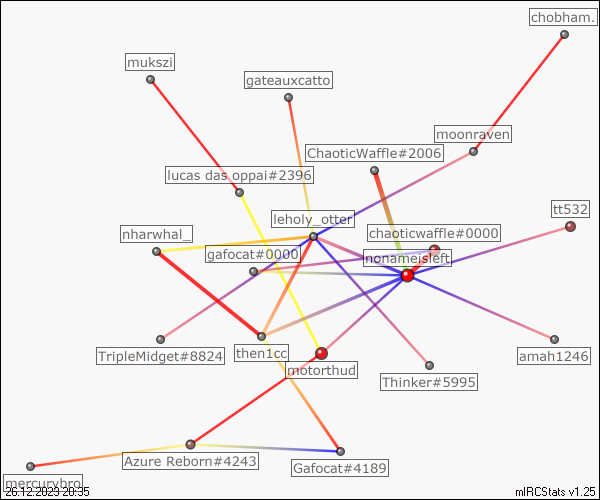 chobham.
mukszi
gateauxcatto
moonraven
ChaoticWaffle#2006
lucas das oppai#2396
tt532
leholy_otter
nharwhal_
chaoticwaffle#0000
gafocat#0000
nonameisleft
TripleMidget#8824
then1cc
amah1246
motorthud
Thinker#5995
Azure Reborn#4243
Gafocat#4189
mercurybro
26.12.2023 20:35
mIRCStats v1.25